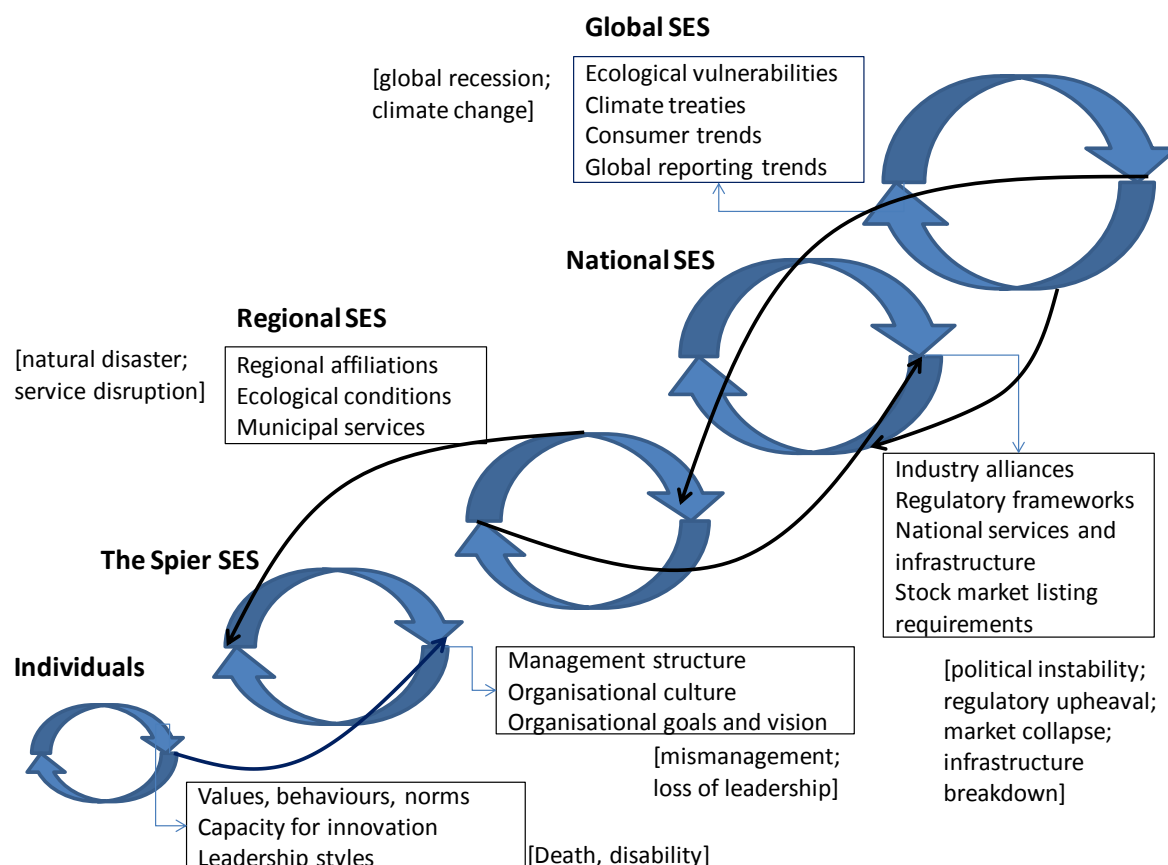 Global SES
[global recession;
climate change]
Ecological vulnerabilities
Climate treaties
Consumer trends
Global reporting trends
National SES
Regional SES
[natural disaster;
service disruption]
Regional affiliations
Ecological conditions
Municipal services
Industry alliances
Regulatory frameworks
National services and
infrastructure
Stock market listing
requirements
[political instability;
regulatory upheaval;
market collapse;
infrastructure
breakdown]
The Spier SES
Management structure
Organisational culture
Organisational goals and vision
[mismanagement;
loss of leadership]
Individuals
Values, behaviours, norms
Capacity for innovation
Leadership styles
[Death, disability]